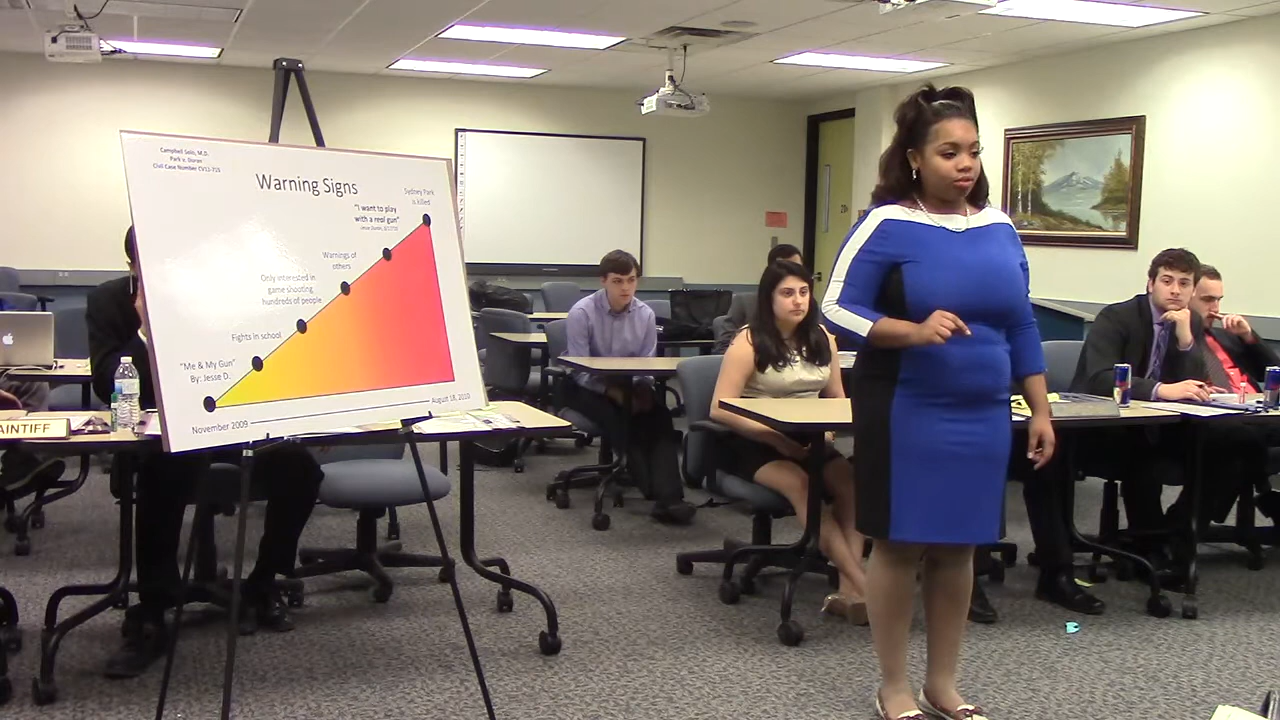 Campbell Solis, M.D.
Park v. Duran
Civil Case Number CV11-715
Warning Signs
Sydney Park
is killed
"I want to play
with a real gun"
Warnings of
others
Only interested in
game shooting
hundreds of people
Fights in school
"Me & My Gun"
By: Jesse D.
November 2009
August 18, 2010
AINTIFF